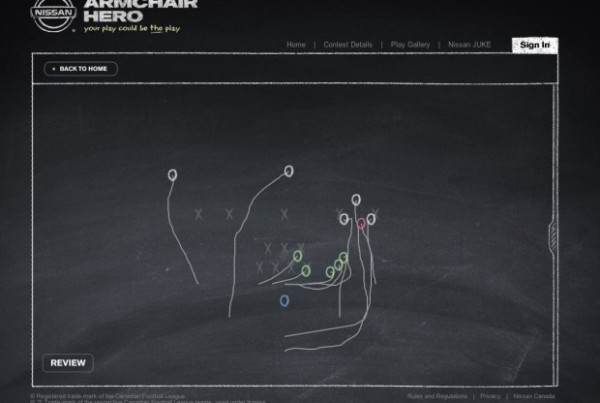 NISSAN
ARMCHAIR
HERO
your play could be the play
Home | Contest Details | Play Gallery | Nissan JUKE
Sign In
BACK TO HOME
O O
O
X X X X X
O O O
X X X
O O
X X X
O O O
O
REVIEW
© Registered trade-mark of the Canadian Football League
Rules and Regulations | Privacy | Nissan Canada